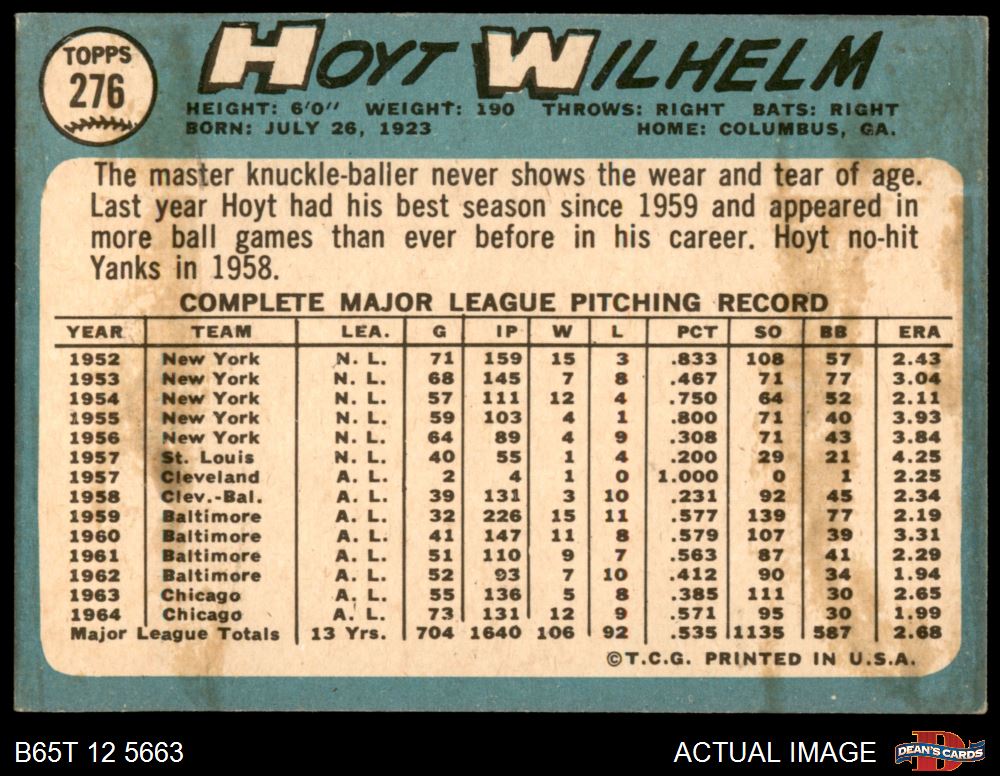 TOPPS
276
HOYT WILHELM
HEIGHT: 6'0" WEIGHT: 190 THROWS: RIGHT BATS: RIGHT
BORN: JULY 26, 1923 HOME: COLUMBUS, GA.
The master knuckle-baller never shows the wear and tear of age.
Last year Hoyt had his best season since 1959 and appeared in
more ball games than ever before in his career. Hoyt no-hit
Yanks in 1958.
COMPLETE MAJOR LEAGUE PITCHING RECORD
YEAR TEAM LEA. G IP W L PCT SO BB ERA
1952 New York N. L. 71 159 15 3 .833 108 57 2.43
1953 New York N. L. 68 145 7 8 .467 71 77 3.04
1954 New York N. L. 57 111 12 4 .750 64 52 2.11
1955 New York N. L. 59 103 4 1 .800 71 40 3.93
1956 New York N. L. 64 89 4 9 .308 71 43 3.84
1957 St. Louis N. L. 40 55 1 4 .200 29 21 4.25
1957 Cleveland A. L. 2 4 1 0 1.000 0 1 2.25
1958 Clev.-Bal. A. L. 39 131 3 10 .231 92 45 2.34
1959 Baltimore A. L. 32 226 15 11 .577 139 77 2.19
1960 Baltimore A. L. 41 147 11 8 .579 107 39 3.31
1961 Baltimore A. L. 51 110 9 7 .563 87 41 2.29
1962 Baltimore A. L. 52 93 7 10 .412 90 34 1.94
1963 Chicago A. L. 55 136 5 8 .385 111 30 2.65
1964 Chicago A. L. 73 131 12 9 .571 95 30 1.99
Major League Totals 13 Yrs. 704 1640 106 92 .535 1135 587 2.68
©T.C.G. PRINTED IN U.S.A.
B65T 12 5663 ACTUAL IMAGE
DEAN'S CARDS